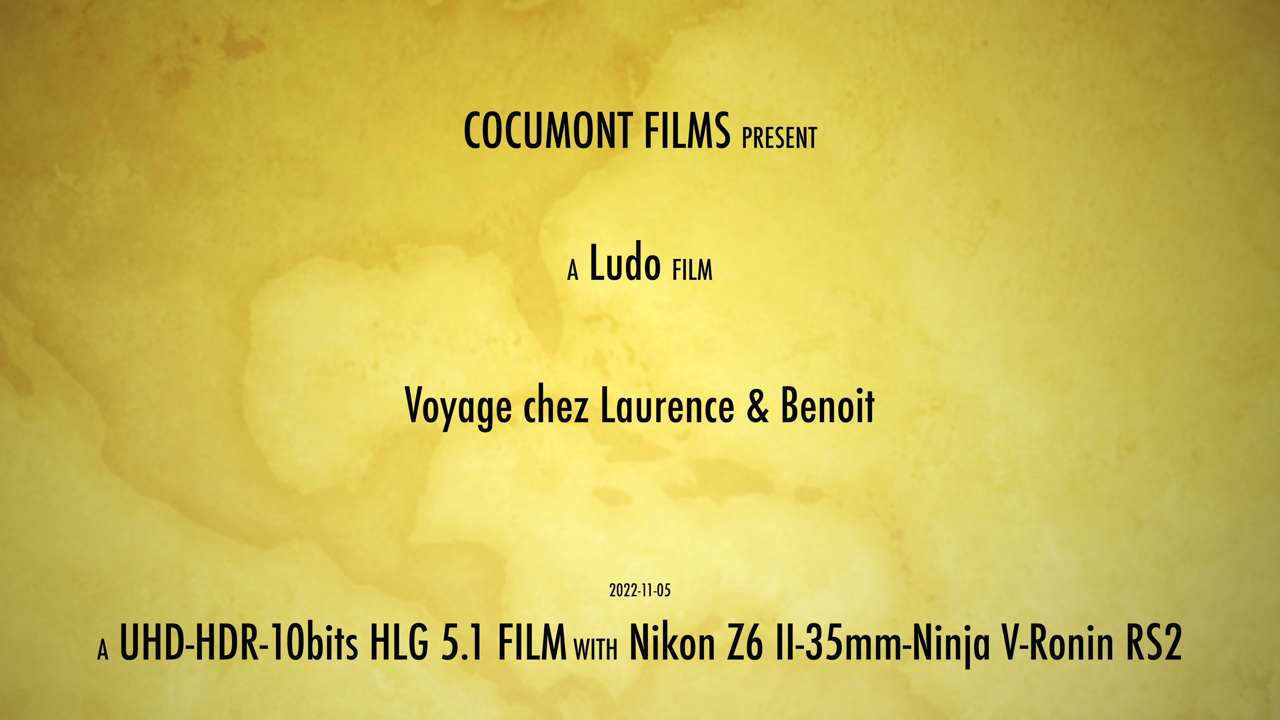 COCUMONT FILMS PRESENT
A Ludo FILM
Voyage chez Laurence & Benoit
2022-11-05
A UHD-HDR-10bits HLG 5.1 FILM WITH Nikon Z6 II-35mm-Ninja V-Ronin RS2